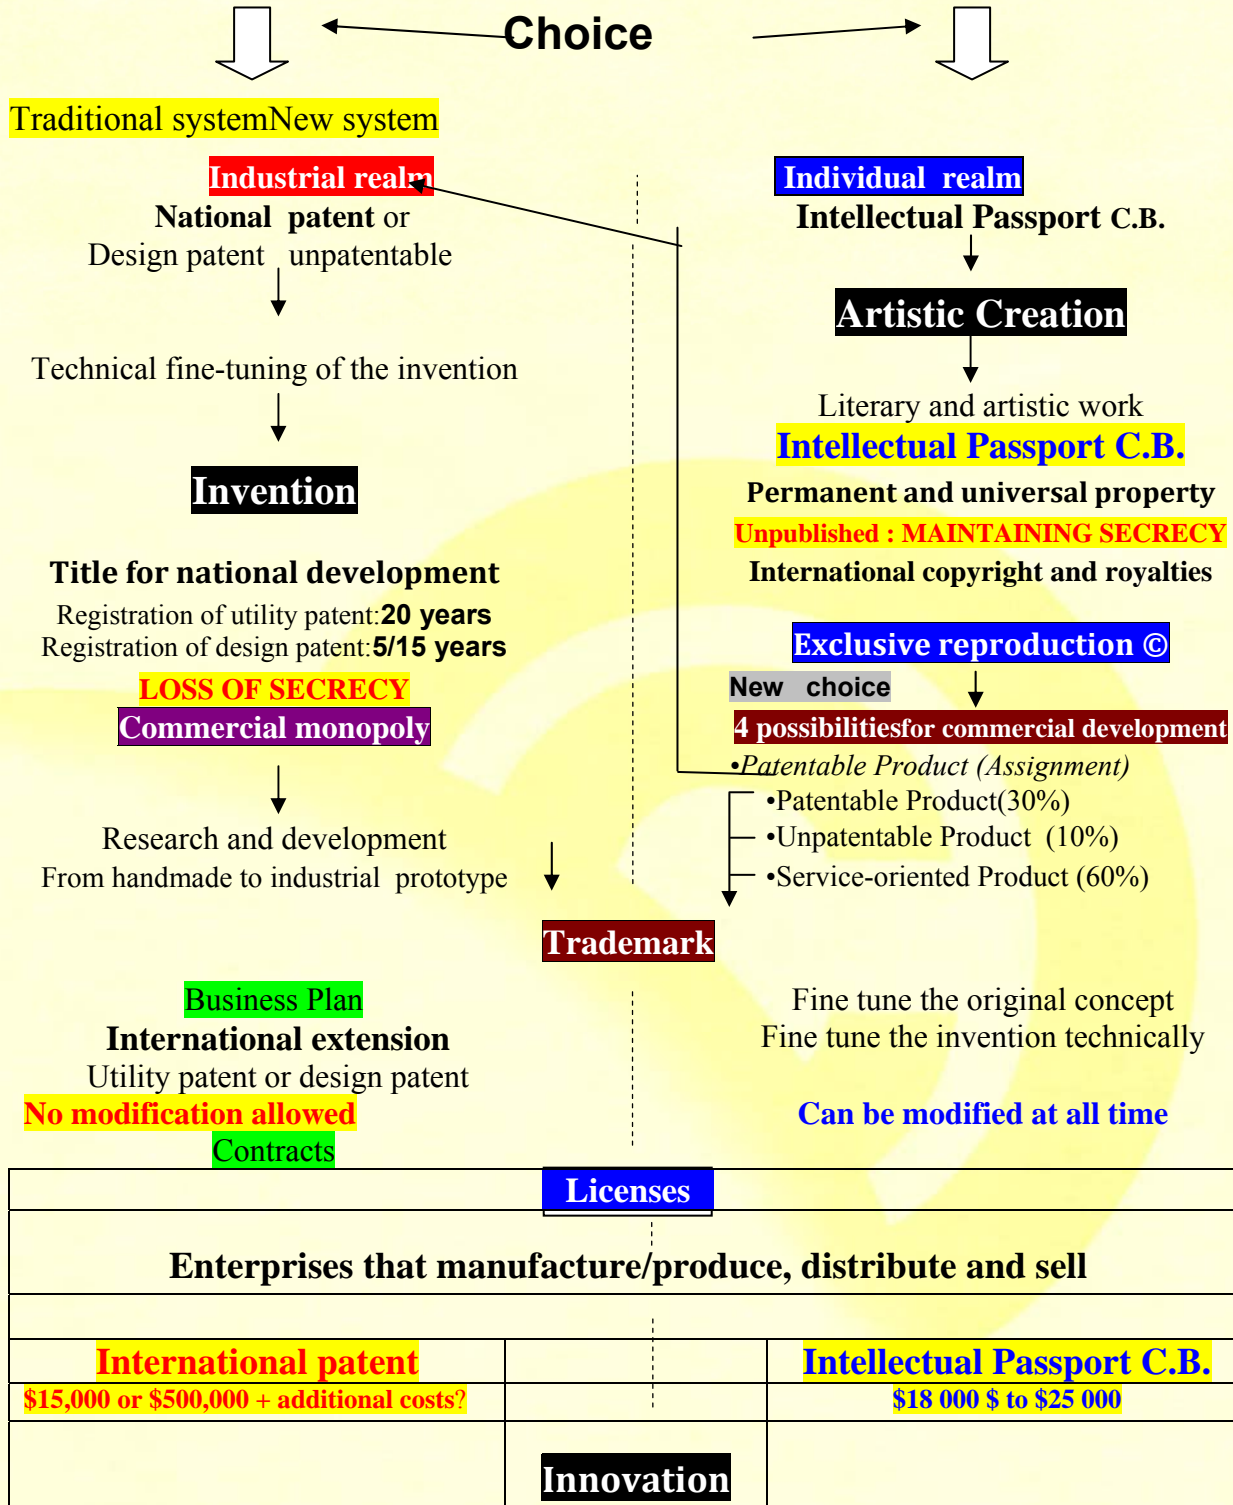 Choice
Traditional systemNew system
Industrial realm
National patent or
Design patent unpatentable
Technical fine-tuning of the invention
Invention
Title for national development
Registration of utility patent:20 years
Registration of design patent:5/15 years
LOSS OF SECRECY
Commercial monopoly
Research and development
From handmade to industrial prototype
Individual realm
Intellectual Passport C.B.
Artistic Creation
Literary and artistic work
Intellectual Passport C.B.
Permanent and universal property
Unpublished : MAINTAINING SECRECY
International copyright and royalties
Exclusive reproduction ©
New choice
4 possibilitiesfor commercial development
•Patentable Product (Assignment)
•Patentable Product(30%)
•Unpatentable Product (10%)
•Service-oriented Product (60%)
Trademark
Business Plan
International extension
Utility patent or design patent
No modification allowed
Contracts
Fine tune the original concept
Fine tune the invention technically
Can be modified at all time
Licenses
Enterprises that manufacture/produce, distribute and sell
International patent
$15,000 or $500,000 + additional costs?
Intellectual Passport C.B.
$18 000 $ to $25 000
Innovation